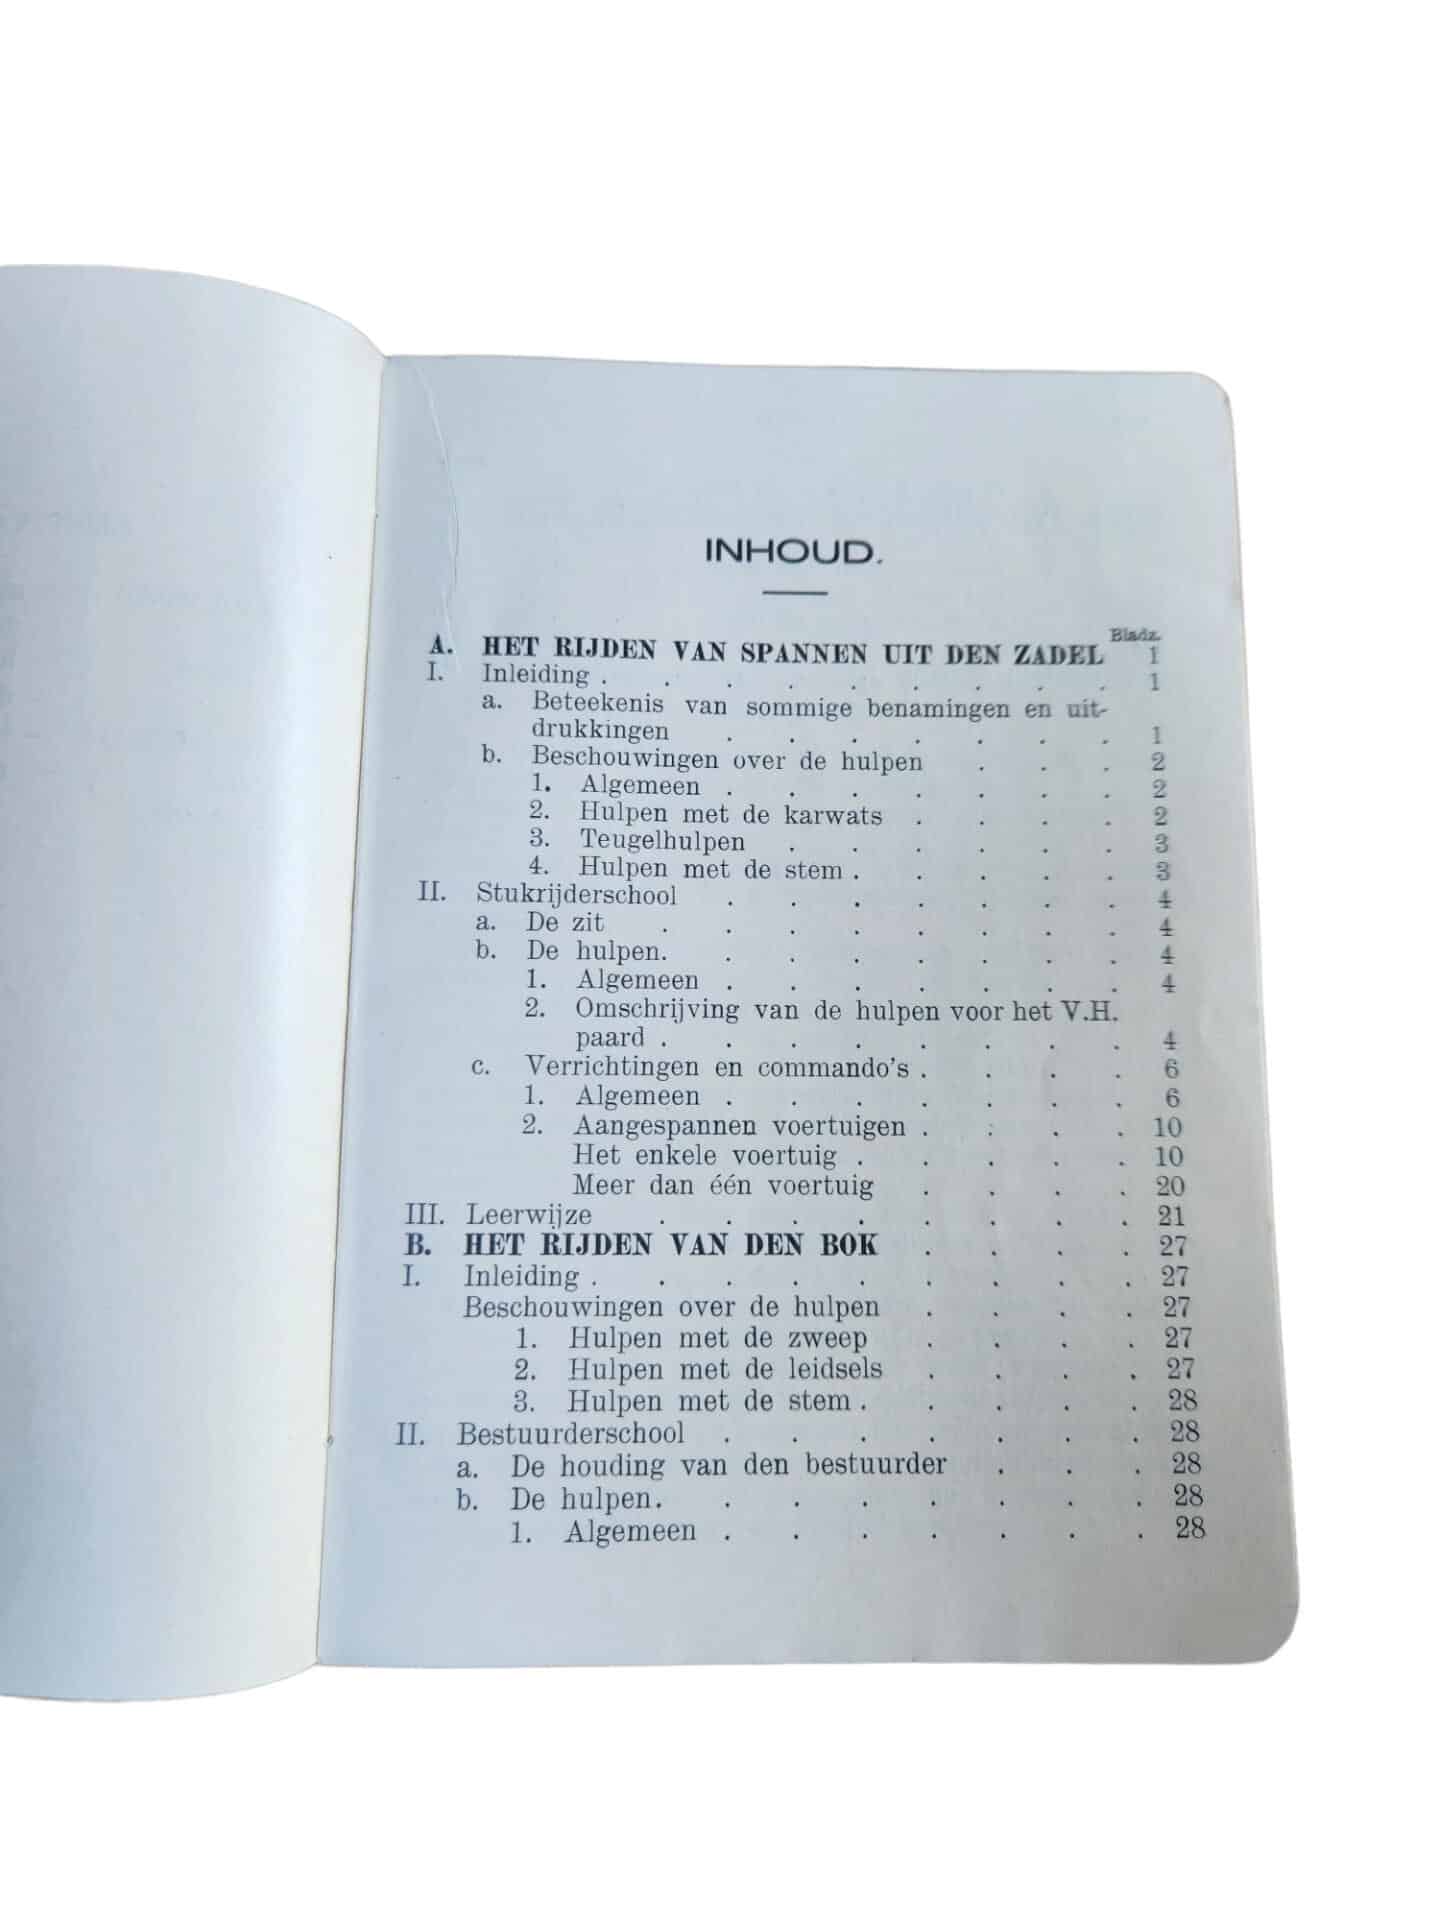 INHOUD.
Bladz.
A. HET RIJDEN VAN SPANNEN UIT DEN ZADEL 1
I. Inleiding . . . . . . . . . 1
a. Beteekenis van sommige benamingen en uit-
drukkingen . . . . . . . 1
b. Beschouwingen over de hulpen . . . 2
1. Algemeen . . . . . . . 2
2. Hulpen met de karwats . . . . 2
3. Teugelhulpen . . . . . . 3
4. Hulpen met de stem . . . . . 3
II. Stukrijderschool . . . . . . . 4
a. De zit . . . . . . . . 4
b. De hulpen. . . . . . . . 4
1. Algemeen . . . . . . . 4
2. Omschrijving van de hulpen voor het V.H.
paard . . . . . . . . 4
c. Verrichtingen en commando's . . . . 6
1. Algemeen . . . . . . . 6
2. Aangespannen voertuigen . . . . 10
Het enkele voertuig . . . . . 10
Meer dan één voertuig . . . . 20
III. Leerwijze . . . . . . . . 21
B. HET RIJDEN VAN DEN BOK . . . . 27
I. Inleiding . . . . . . . . . 27
Beschouwingen over de hulpen . . . . 27
1. Hulpen met de zweep . . . . 27
2. Hulpen met de leidsels . . . . 27
3. Hulpen met de stem . . . . . 28
II. Bestuurderschool . . . . . . . 28
a. De houding van den bestuurder . . . 28
b. De hulpen. . . . . . . . 28
1. Algemeen . . . . . . . 28